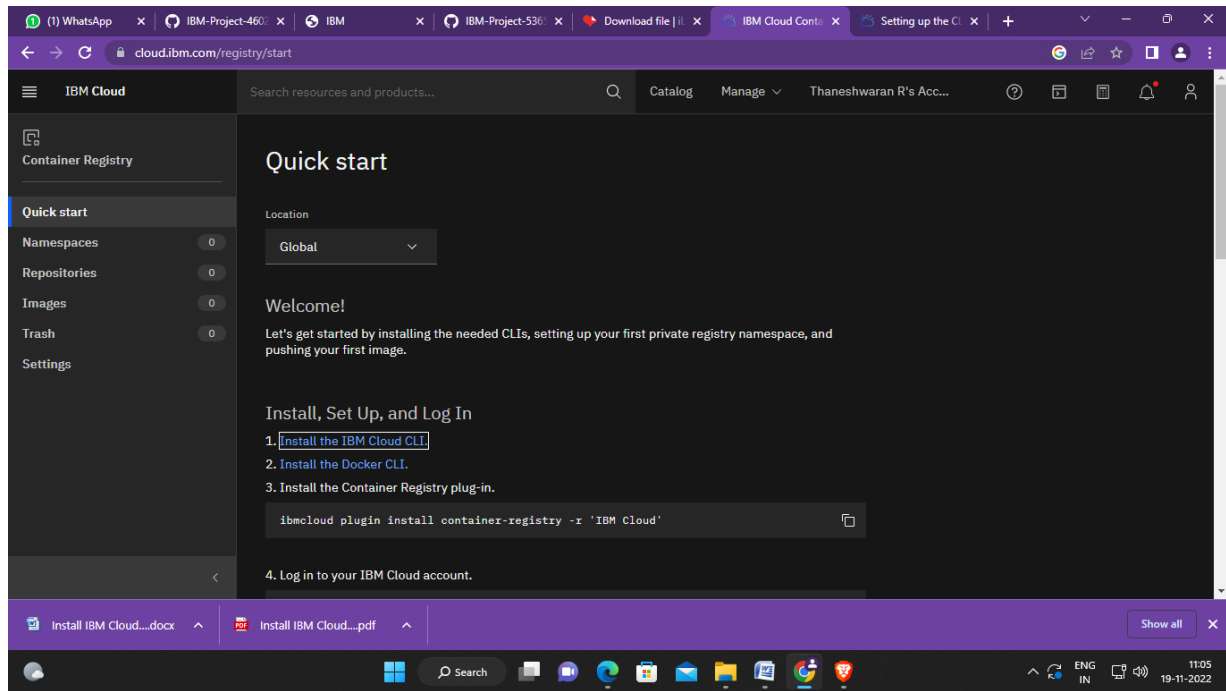 (1) WhatsApp
IBM-Project-4602
IBM
IBM-Project-536
Download file | iL
IBM Cloud Conta
Setting up the CL
cloud.ibm.com/registry/start
IBM Cloud
Search resources and products...
Catalog
Manage
Thaneshwaran R's Acc...
Container Registry
Quick start
Namespaces 0
Repositories 0
Images 0
Trash 0
Settings
Quick start
Location
Global
Welcome!
Let's get started by installing the needed CLIs, setting up your first private registry namespace, and
pushing your first image.
Install, Set Up, and Log In
1. Install the IBM Cloud CLI.
2. Install the Docker CLI.
3. Install the Container Registry plug-in.
ibmcloud plugin install container-registry -r 'IBM Cloud'
4. Log in to your IBM Cloud account.
Install IBM Cloud....docx
Install IBM Cloud....pdf
Show all
Search
ENG
IN
11:05
19-11-2022